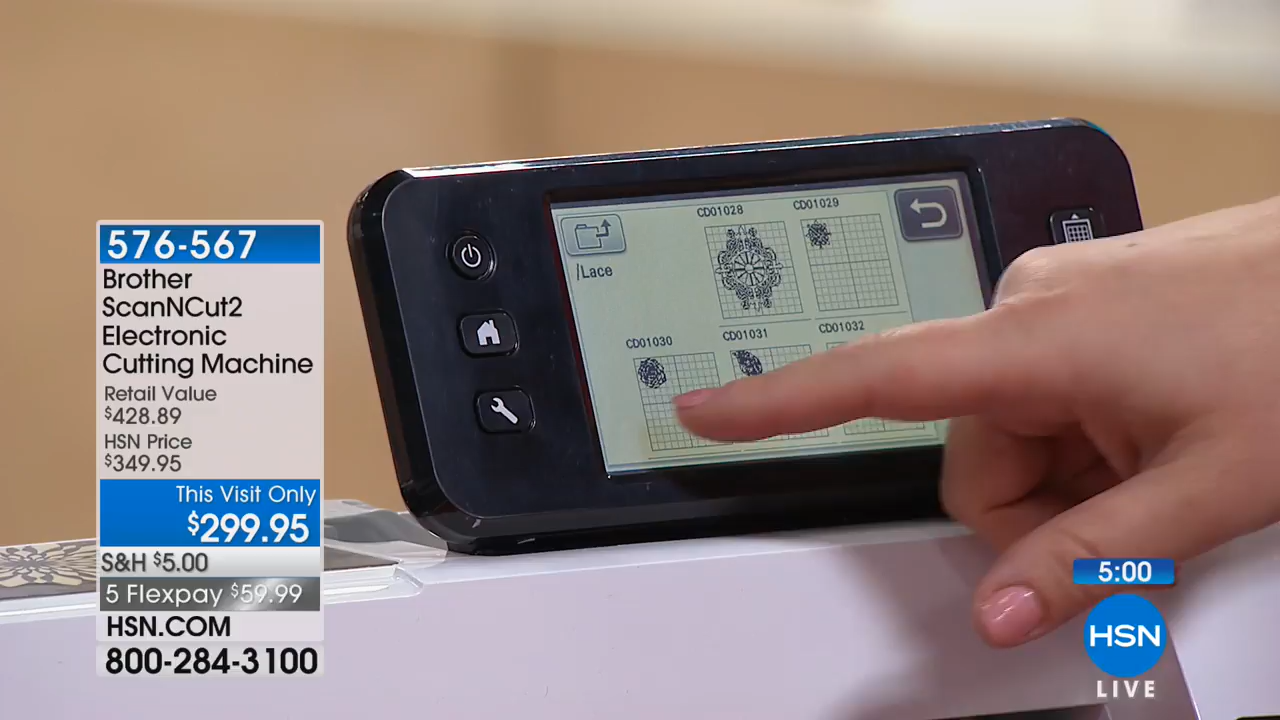 576-567
Brother
ScanNCut2
Electronic
Cutting Machine
Retail Value
$428.89
HSN Price
$349.95
This Visit Only
$299.95
S&H $5.00
5 Flexpay $59.99
HSN.COM
800-284-3100
CD01028
CD01029
/Lace
CD01030
CD01031
CD01032
5:00
HSN
LIVE